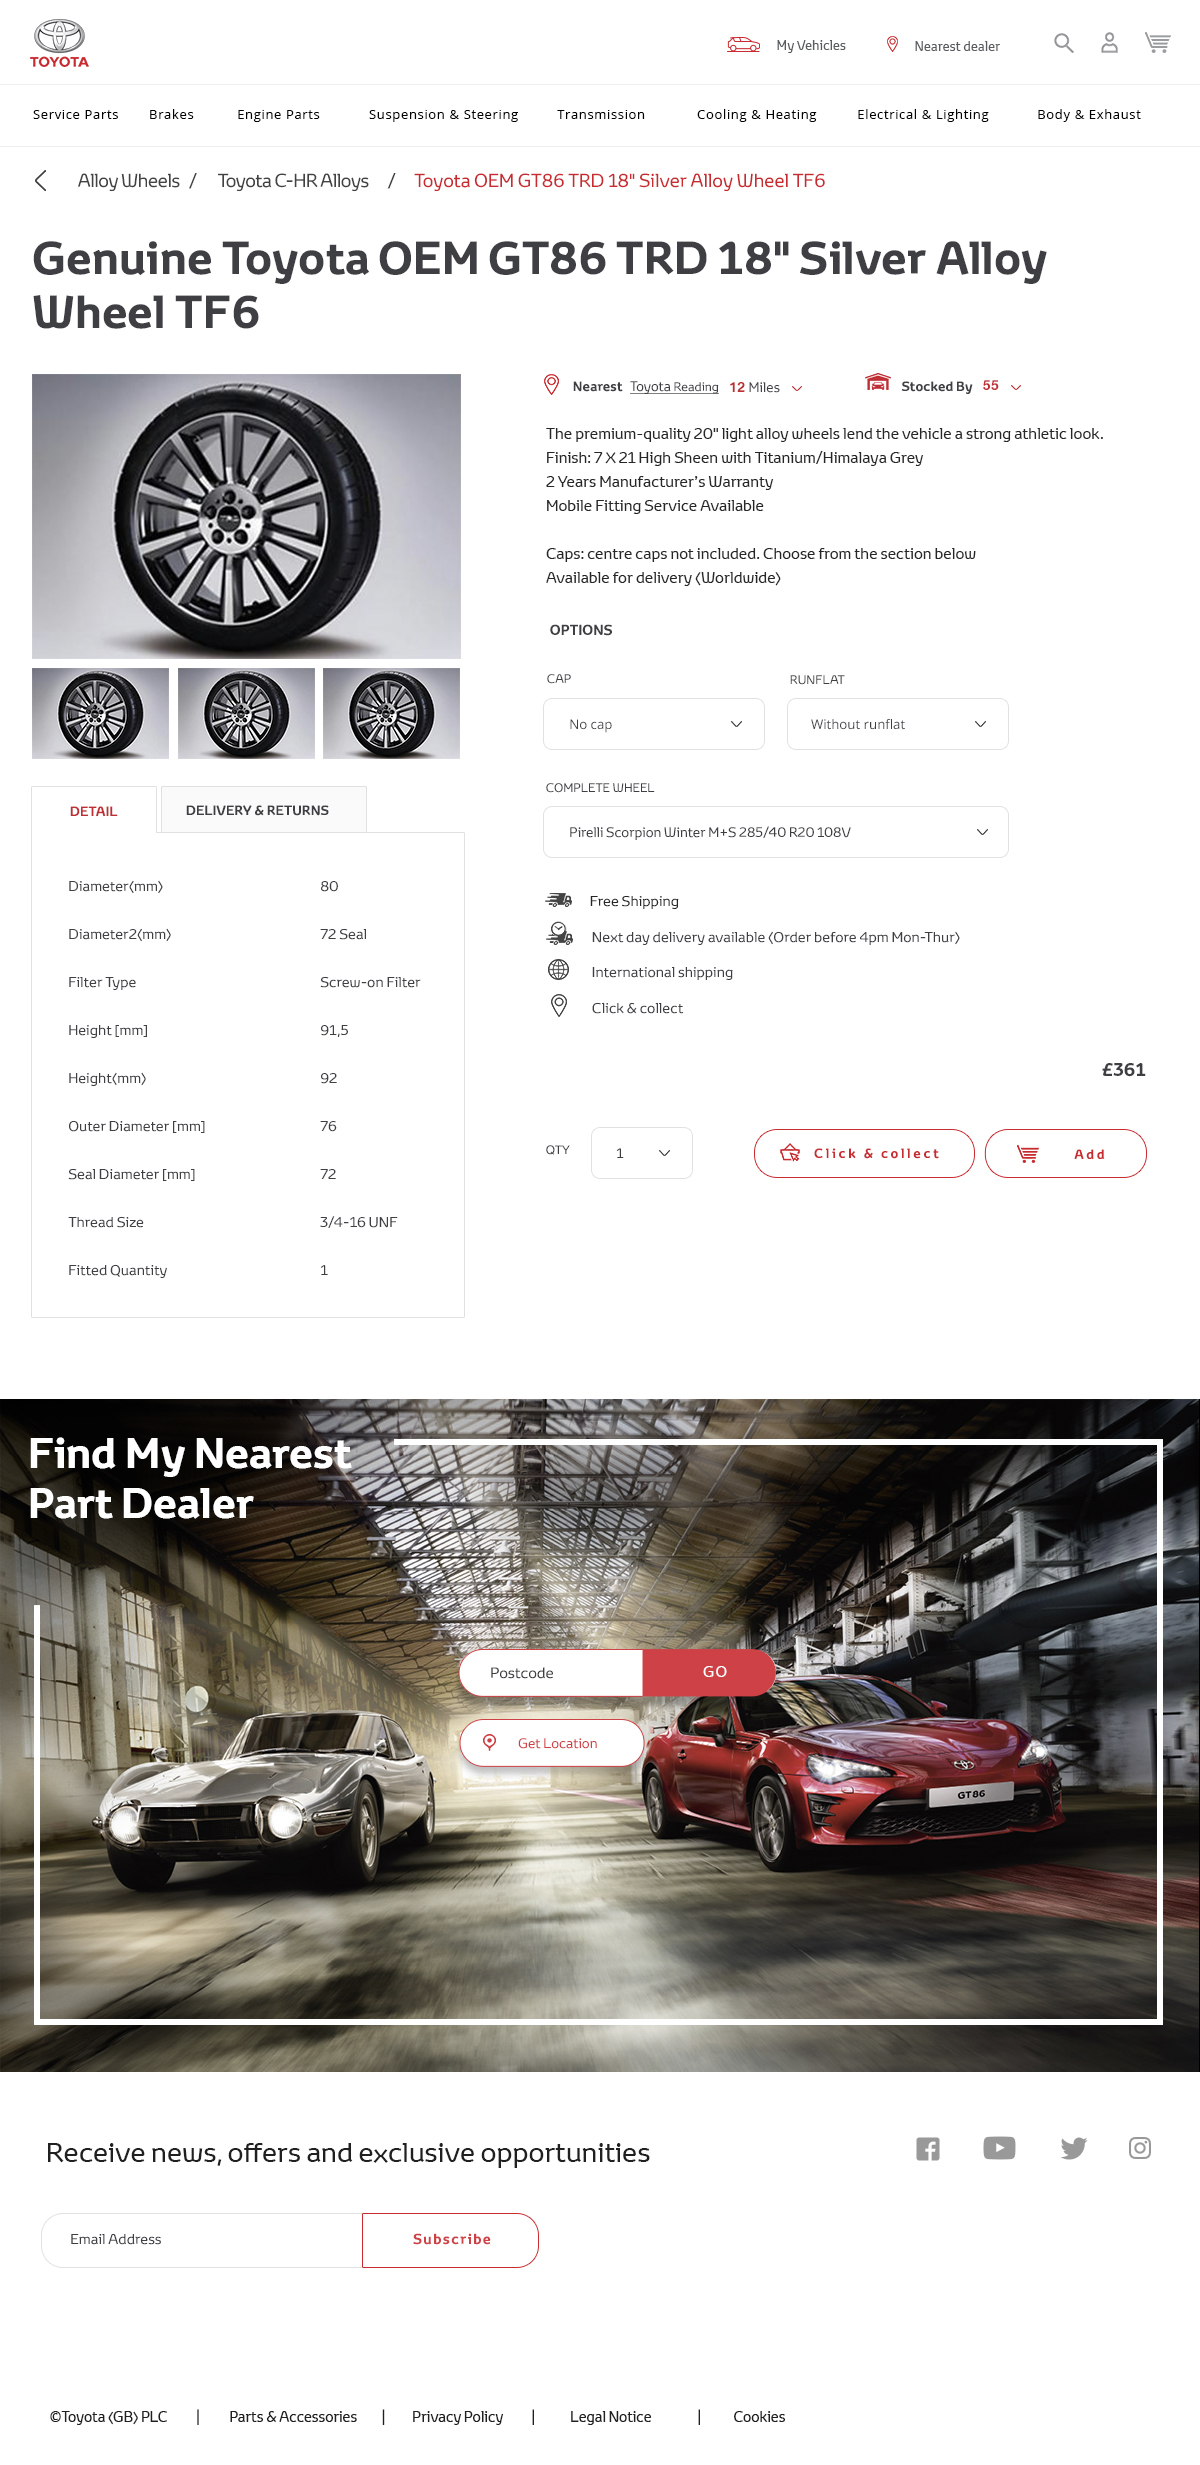 TOYOTA
My Vehicles
Nearest dealer
Service Parts
Brakes
Engine Parts
Suspension & Steering
Transmission
Cooling & Heating
Electrical & Lighting
Body & Exhaust
Alloy Wheels / Toyota C-HR Alloys / Toyota OEM GT86 TRD 18" Silver Alloy Wheel TF6
Genuine Toyota OEM GT86 TRD 18" Silver Alloy
Wheel TF6
Nearest Toyota Reading 12 Miles
Stocked By 55
The premium-quality 20" light alloy wheels lend the vehicle a strong athletic look.
Finish: 7 X 21 High Sheen with Titanium/Himalaya Grey
2 Years Manufacturer's Warranty
Mobile Fitting Service Available
Caps: centre caps not included. Choose from the section below
Available for delivery (Worldwide)
OPTIONS
CAP
RUNFLAT
No cap
Without runflat
COMPLETE WHEEL
Pirelli Scorpion Winter M+S 285/40 R20 108V
Free Shipping
Next day delivery available (Order before 4pm Mon-Thur)
International shipping
Click & collect
£361
QTY
1
Click & collect
Add
DETAIL
DELIVERY & RETURNS
Diameter(mm) 80
Diameter2(mm) 72 Seal
Filter Type Screw-on Filter
Height [mm] 91,5
Height(mm) 92
Outer Diameter [mm] 76
Seal Diameter [mm] 72
Thread Size 3/4-16 UNF
Fitted Quantity 1
Find My Nearest
Part Dealer
Postcode
GO
Get Location
GT86
Receive news, offers and exclusive opportunities
Email Address
Subscribe
©Toyota (GB) PLC | Parts & Accessories | Privacy Policy | Legal Notice | Cookies